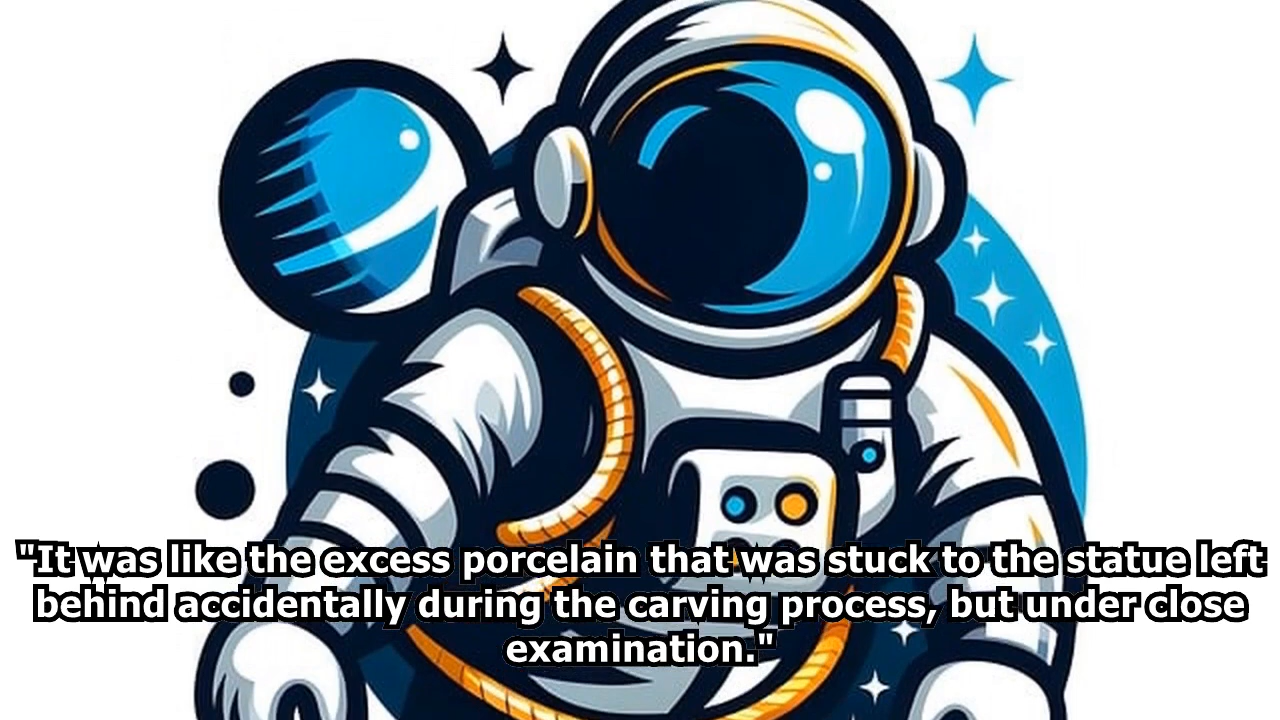 "It was like the excess porcelain that was stuck to the statue left
behind accidentally during the carving process, but under close
examination."